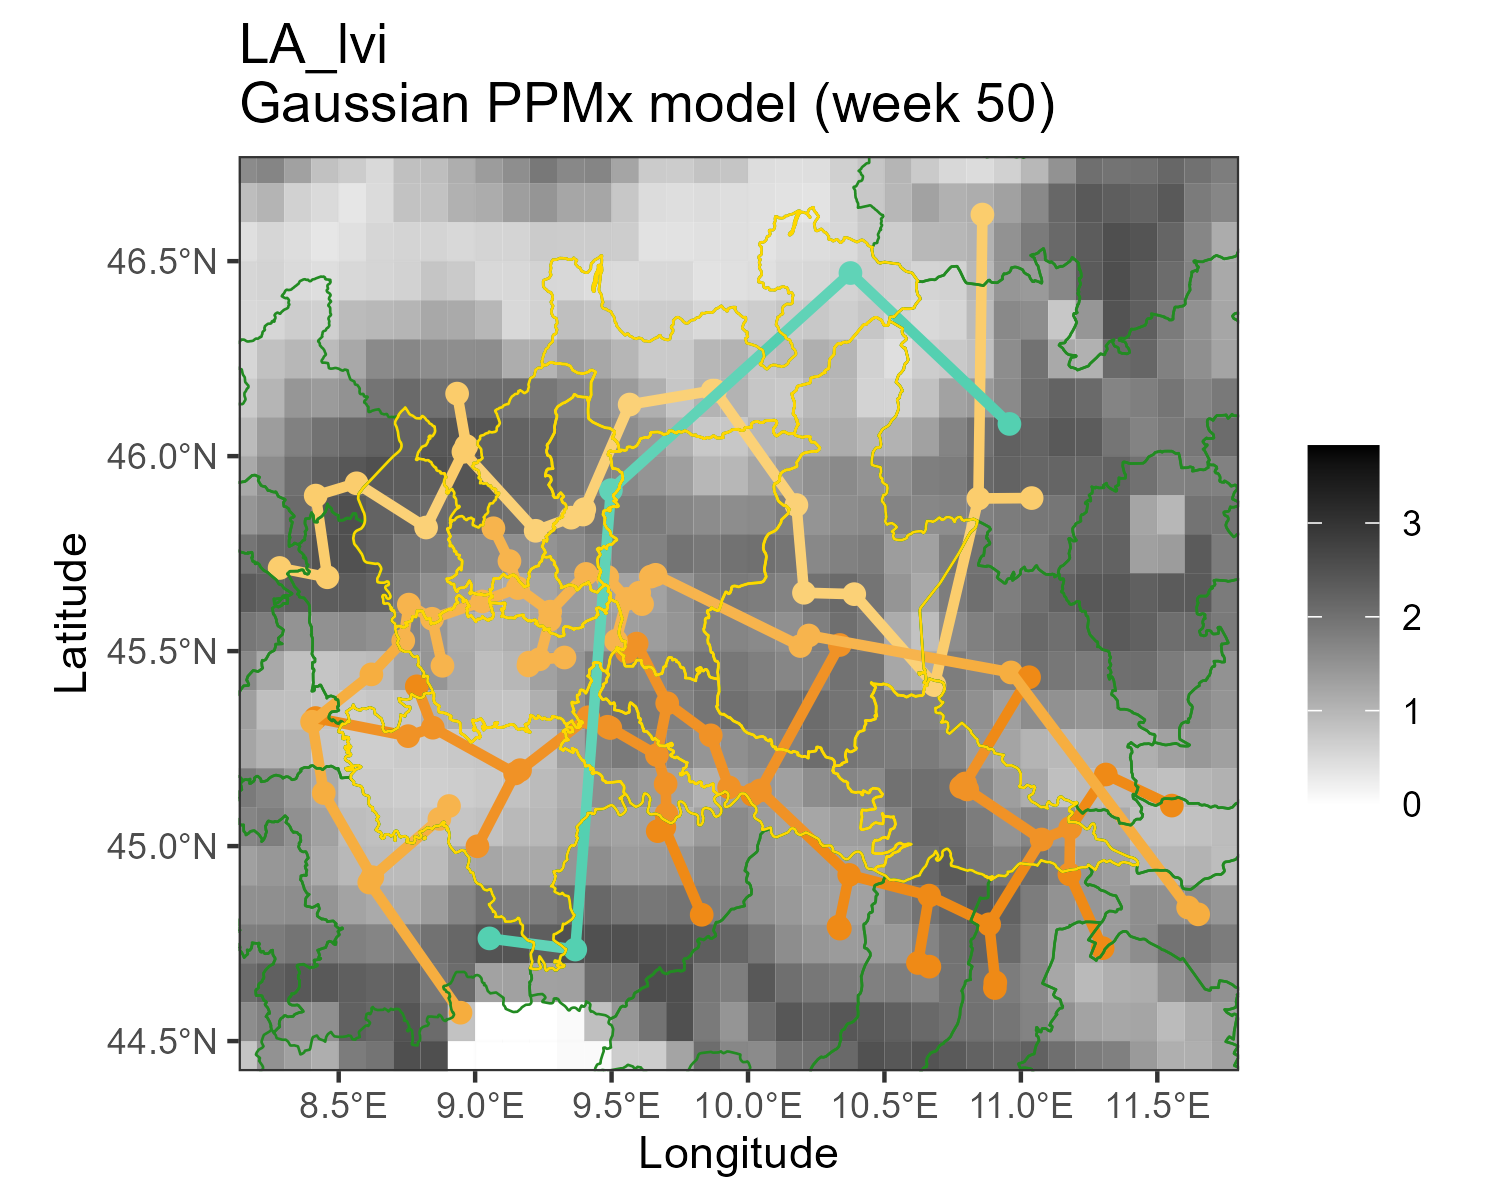 LA_lvi
Gaussian PPMx model (week 50)
46.5°N
46.0°N
45.5°N
45.0°N
44.5°N
Latitude
8.5°E 9.0°E 9.5°E 10.0°E 10.5°E 11.0°E 11.5°E
Longitude
3
2
1
0